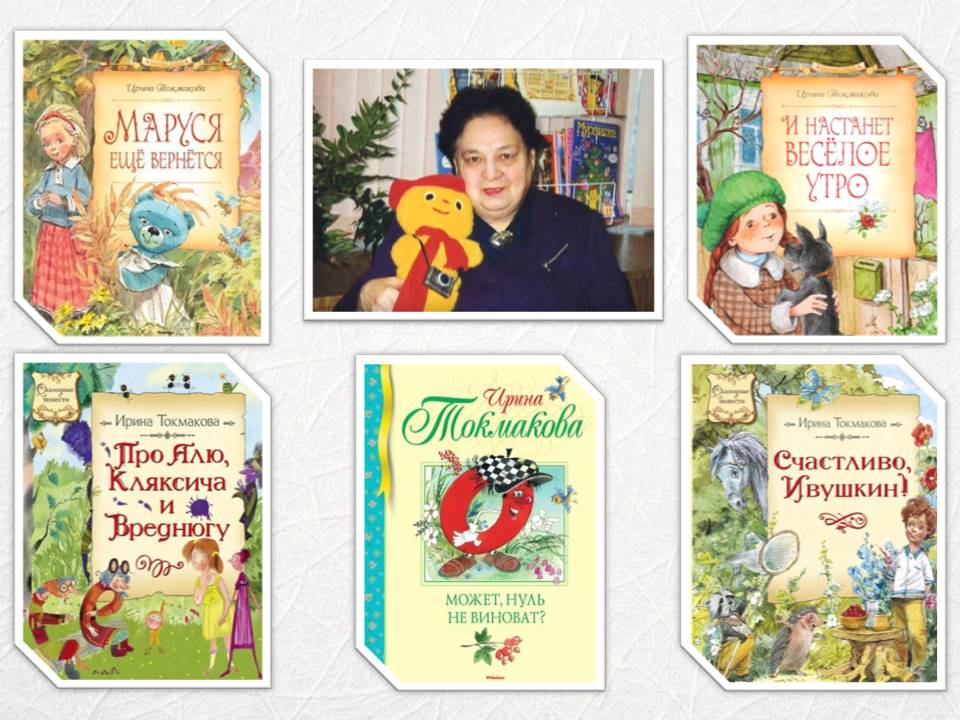 Ирина Токмакова
МАРУСЯ
ЕЩЁ ВЕРНЁТСЯ
Мурзилка
Ирина Токмакова
И НАСТАНЕТ
ВЕСЁЛОЕ
УТРО
Сказочные
повести
Ирина Токмакова
Про Алю,
Кляксича
и
Вреднюгу
Ирина
Токмакова
МОЖЕТ, НУЛЬ
НЕ ВИНОВАТ?
Сказочные
повести
Ирина Токмакова
Счастливо,
Ивушкин!